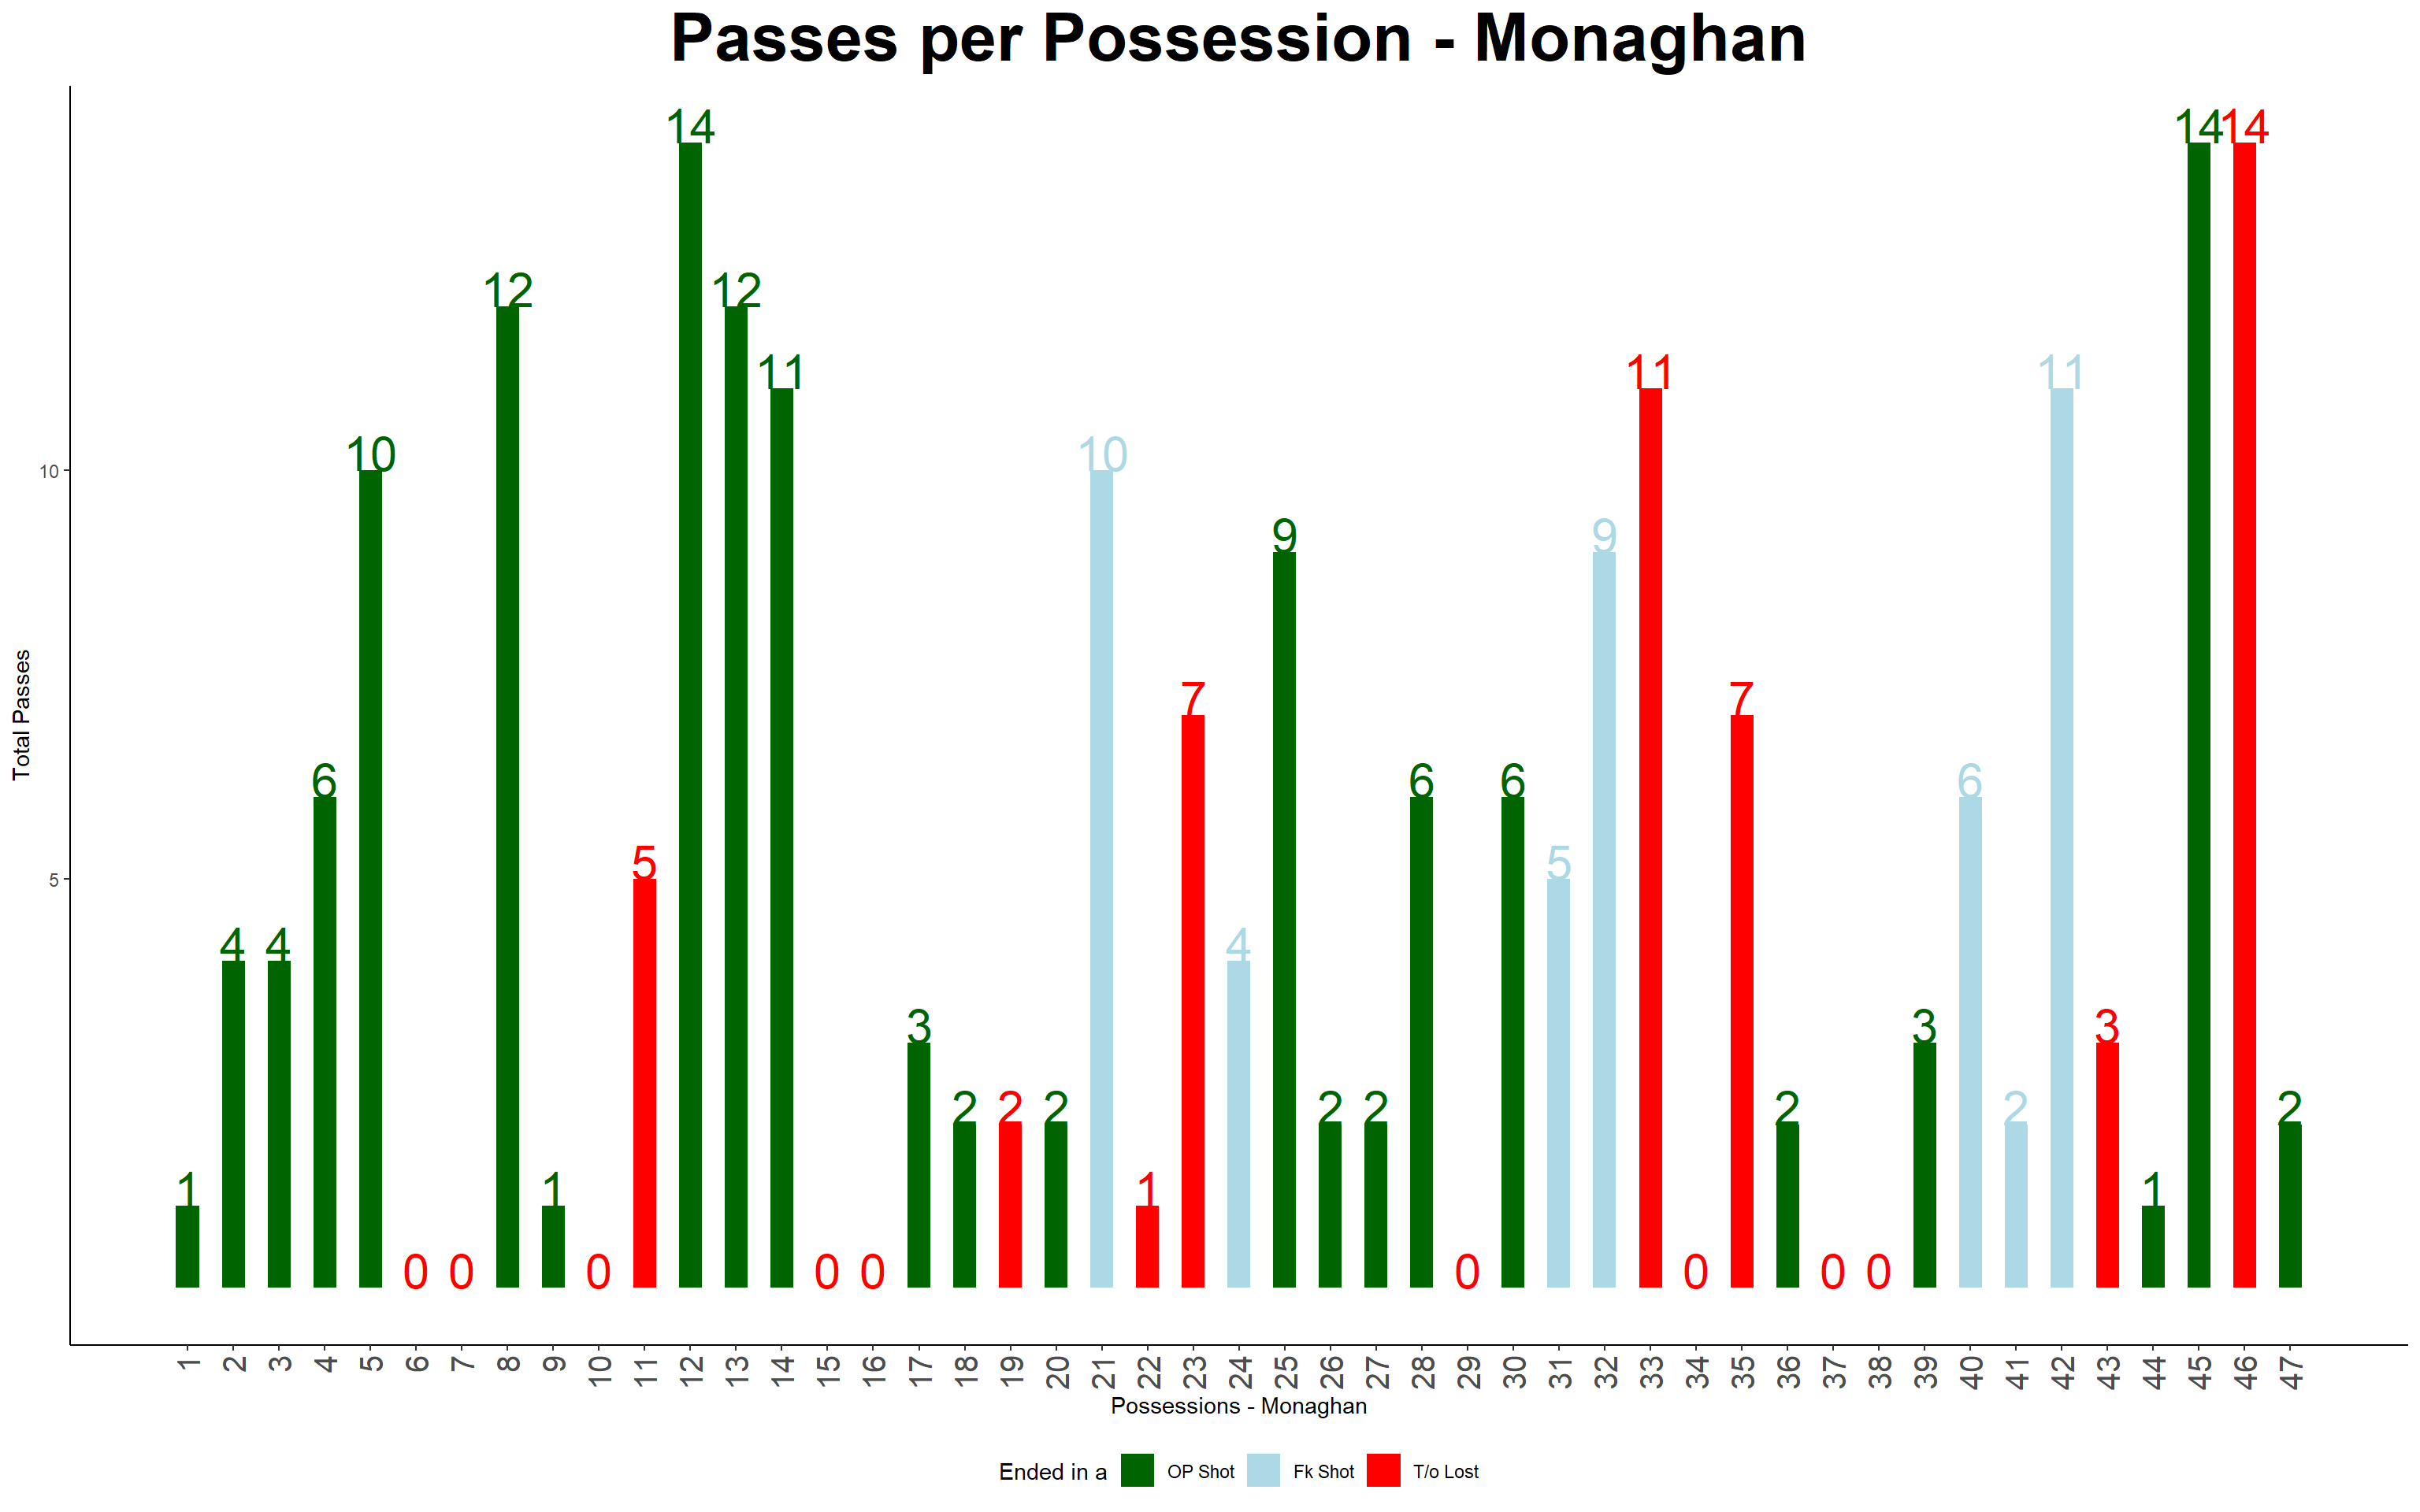 Passes per Possession - Monaghan
14 14 14
12 12
11 11 11
10 10
10
9 9
7 7
6 6 6 6
5 5
5
4 4 4
3 3 3
2 2 2 2 2 2 2 2
1 1 1 1
0 0 0 0 0 0 0 0 0
Total Passes
1 2 3 4 5 6 7 8 9 10 11 12 13 14 15 16 17 18 19 20 21 22 23 24 25 26 27 28 29 30 31 32 33 34 35 36 37 38 39 40 41 42 43 44 45 46 47
Possessions - Monaghan
Ended in a OP Shot Fk Shot T/o Lost